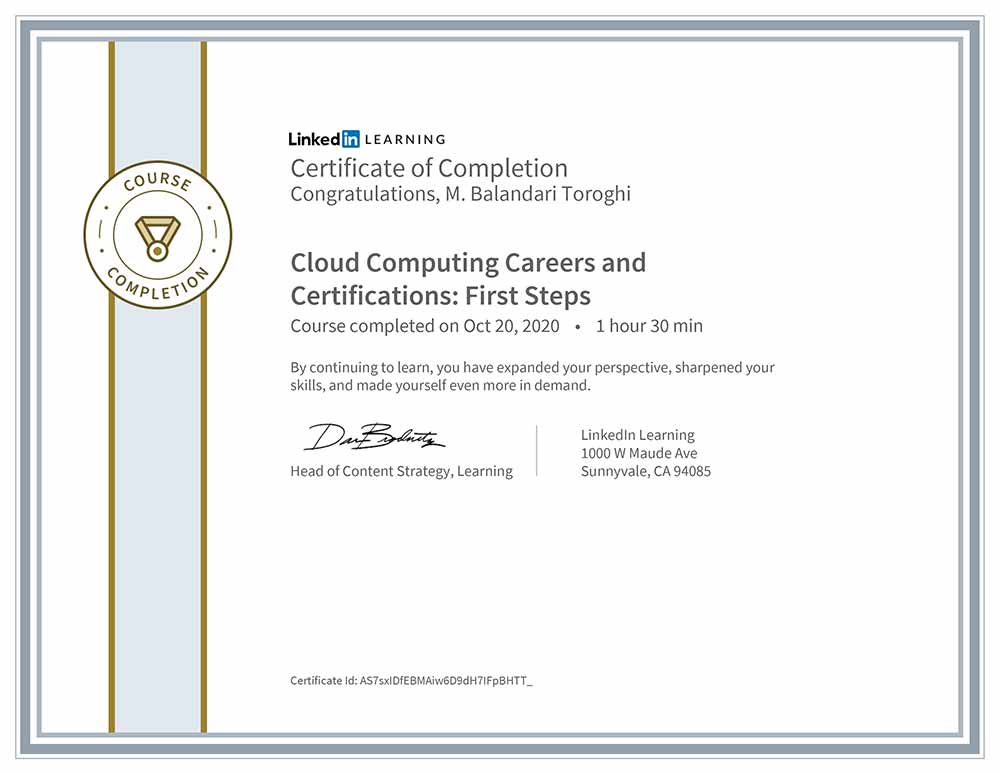 COURSE
COMPLETION
Linked in LEARNING
Certificate of Completion
Congratulations, M. Balandari Toroghi
Cloud Computing Careers and
Certifications: First Steps
Course completed on Oct 20, 2020 • 1 hour 30 min
By continuing to learn, you have expanded your perspective, sharpened your
skills, and made yourself even more in demand.
Head of Content Strategy, Learning
LinkedIn Learning
1000 W Maude Ave
Sunnyvale, CA 94085
Certificate Id: AS7sxIDfEBMAiw6D9dH7IFpBHTT_